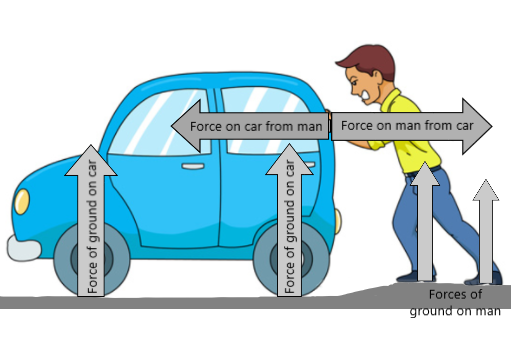 Force on car from man
Force on man from car
Force of ground on car
Force of ground on car
Forces of
ground on man